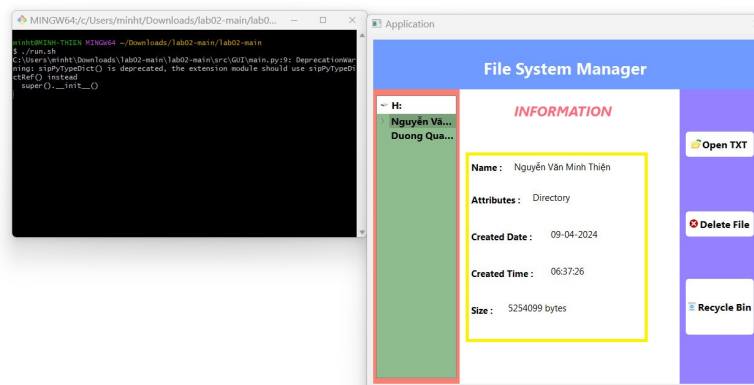 MINGW64:/c/Users/minht/Downloads/lab02-main/lab0...
minht@MINH-THIEN MINGW64 ~/Downloads/lab02-main/lab02-main
$ ./run.sh
C:\Users\minht\Downloads\lab02-main\lab02-main\src\GUI\main.py:9: DeprecationWar
ning: sipPyTypeDict() is deprecated, the extension module should use sipPyTypeDi
ctRef() instead
super().__init__()
Application
File System Manager
H:
Nguyễn Vă...
Duong Qua...
INFORMATION
Name : Nguyễn Văn Minh Thiện
Attributes : Directory
Created Date : 09-04-2024
Created Time : 06:37:26
Size : 5254099 bytes
Open TXT
Delete File
Recycle Bin